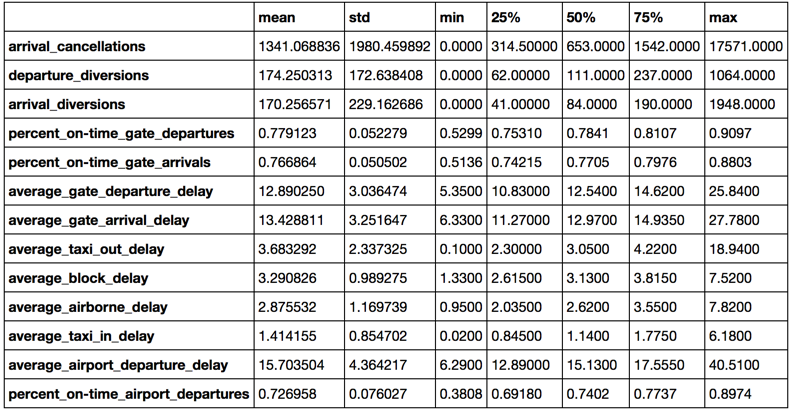 mean std min 25% 50% 75% max
arrival_cancellations 1341.068836 1980.459892 0.0000 314.50000 653.0000 1542.0000 17571.0000
departure_diversions 174.250313 172.638408 0.0000 62.00000 111.0000 237.0000 1064.0000
arrival_diversions 170.256571 229.162686 0.0000 41.00000 84.0000 190.0000 1948.0000
percent_on-time_gate_departures 0.779123 0.052279 0.5299 0.75310 0.7841 0.8107 0.9097
percent_on-time_gate_arrivals 0.766864 0.050502 0.5136 0.74215 0.7705 0.7976 0.8803
average_gate_departure_delay 12.890250 3.036474 5.3500 10.83000 12.5400 14.6200 25.8400
average_gate_arrival_delay 13.428811 3.251647 6.3300 11.27000 12.9700 14.9350 27.7800
average_taxi_out_delay 3.683292 2.337325 0.1000 2.30000 3.0500 4.2200 18.9400
average_block_delay 3.290826 0.989275 1.3300 2.61500 3.1300 3.8150 7.5200
average_airborne_delay 2.875532 1.169739 0.9500 2.03500 2.6200 3.5500 7.8200
average_taxi_in_delay 1.414155 0.854702 0.0200 0.84500 1.1400 1.7750 6.1800
average_airport_departure_delay 15.703504 4.364217 6.2900 12.89000 15.1300 17.5550 40.5100
percent_on-time_airport_departures 0.726958 0.076027 0.3808 0.69180 0.7402 0.7737 0.8974